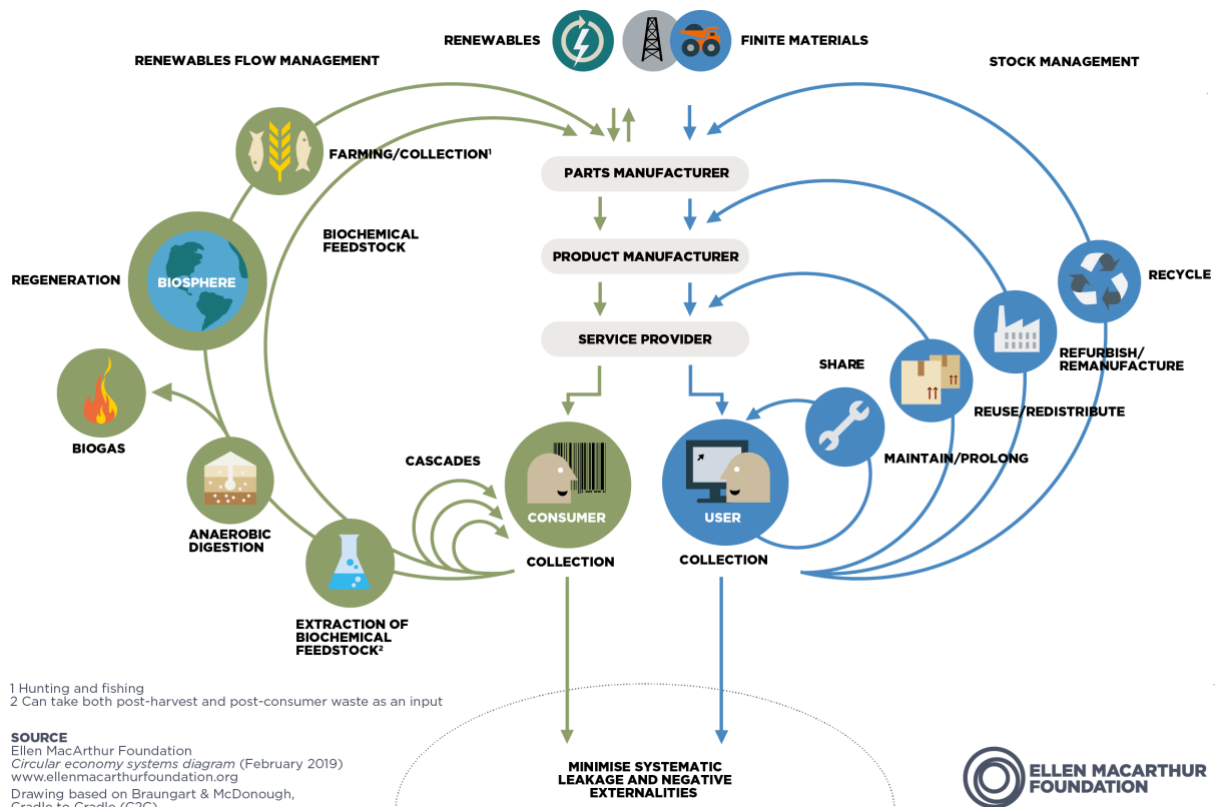 RENEWABLES
FINITE MATERIALS
RENEWABLES FLOW MANAGEMENT
STOCK MANAGEMENT
FARMING/COLLECTION¹
PARTS MANUFACTURER
BIOCHEMICAL
FEEDSTOCK
PRODUCT MANUFACTURER
REGENERATION
BIOSPHERE
RECYCLE
SERVICE PROVIDER
SHARE
REFURBISH/
REMANUFACTURE
REUSE/REDISTRIBUTE
BIOGAS
CASCADES
MAINTAIN/PROLONG
CONSUMER
USER
ANAEROBIC
DIGESTION
COLLECTION
COLLECTION
EXTRACTION OF
BIOCHEMICAL
FEEDSTOCK²
1 Hunting and fishing
2 Can take both post-harvest and post-consumer waste as an input
SOURCE
Ellen MacArthur Foundation
Circular economy systems diagram (February 2019)
www.ellenmacarthurfoundation.org
Drawing based on Braungart & McDonough,
Cradle to Cradle (C2C)
MINIMISE SYSTEMATIC
LEAKAGE AND NEGATIVE
EXTERNALITIES
ELLEN MACARTHUR
FOUNDATION